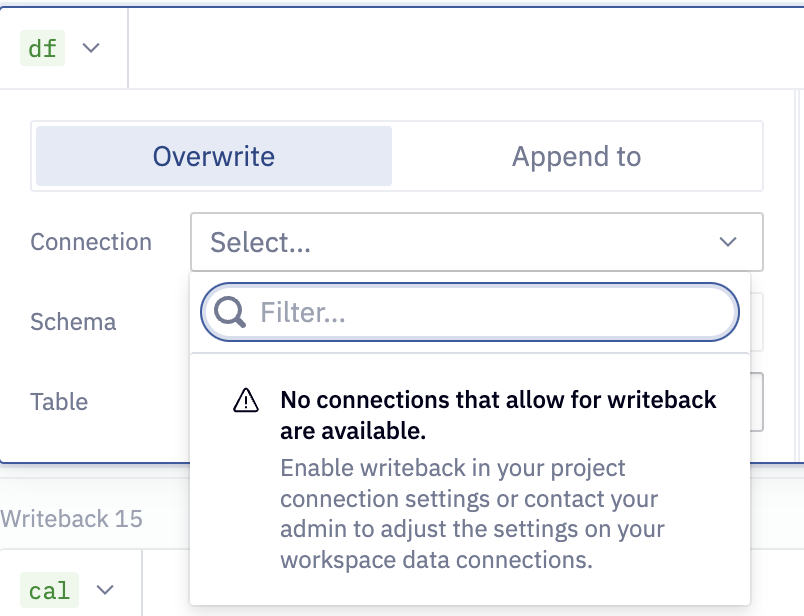 df
Overwrite
Append to
Connection
Select...
Filter...
Schema
Table
No connections that allow for writeback
are available.
Enable writeback in your project
connection settings or contact your
admin to adjust the settings on your
workspace data connections.
Writeback 15
cal